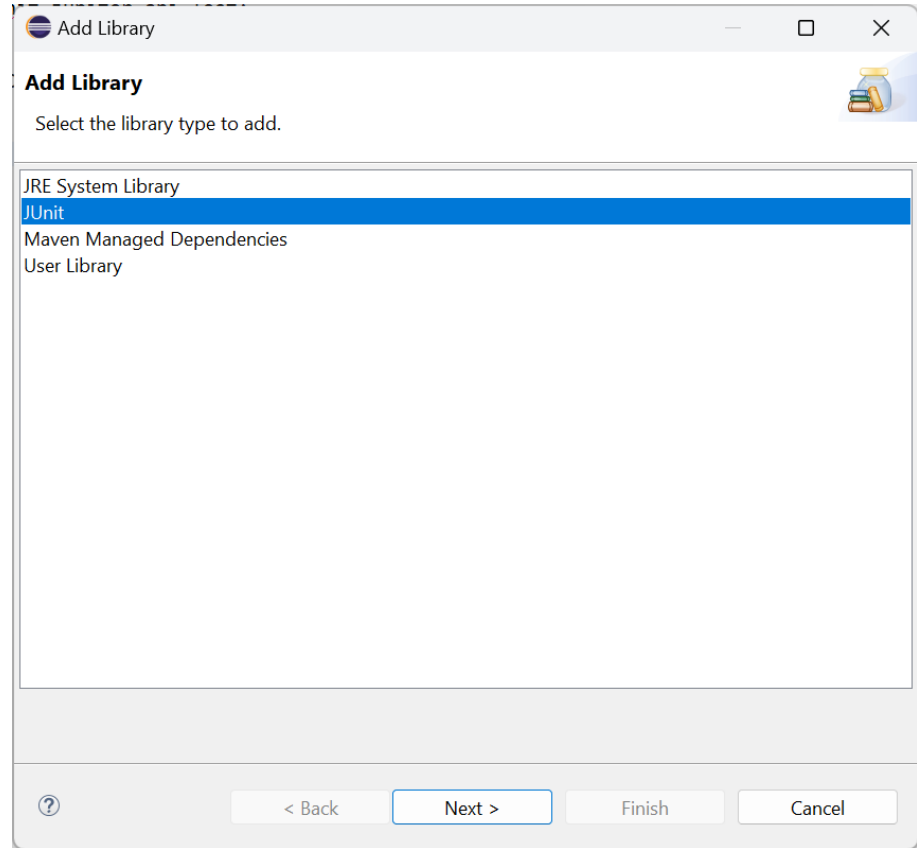 Add Library
Add Library
Select the library type to add.
JRE System Library
JUnit
Maven Managed Dependencies
User Library
< Back
Next >
Finish
Cancel